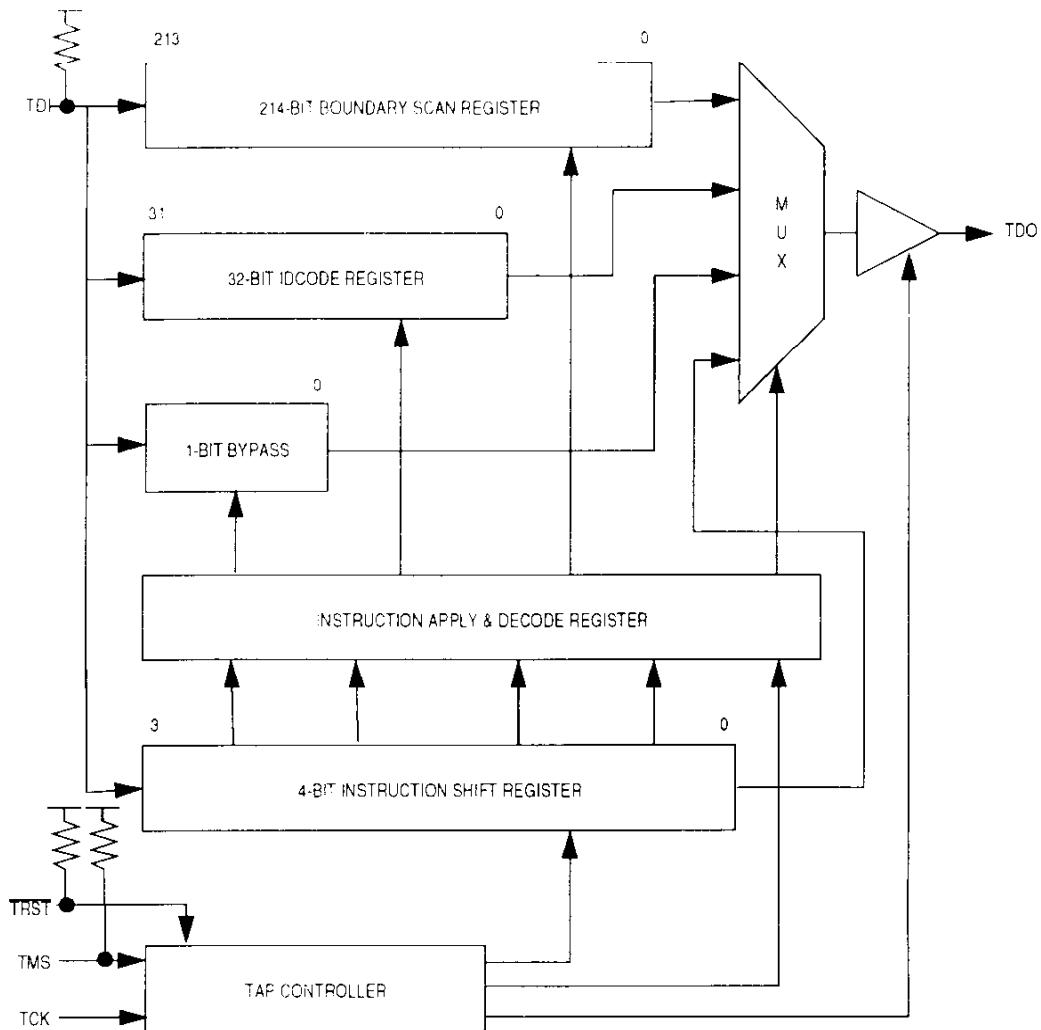 213 0
TDI
214-BIT BOUNDARY SCAN REGISTER
31 0
32-BIT IDCODE REGISTER
M
U
X
TDO
0
1-BIT BYPASS
INSTRUCTION APPLY & DECODE REGISTER
3 0
4-BIT INSTRUCTION SHIFT REGISTER
TRST
TMS
TAP CONTROLLER
TCK